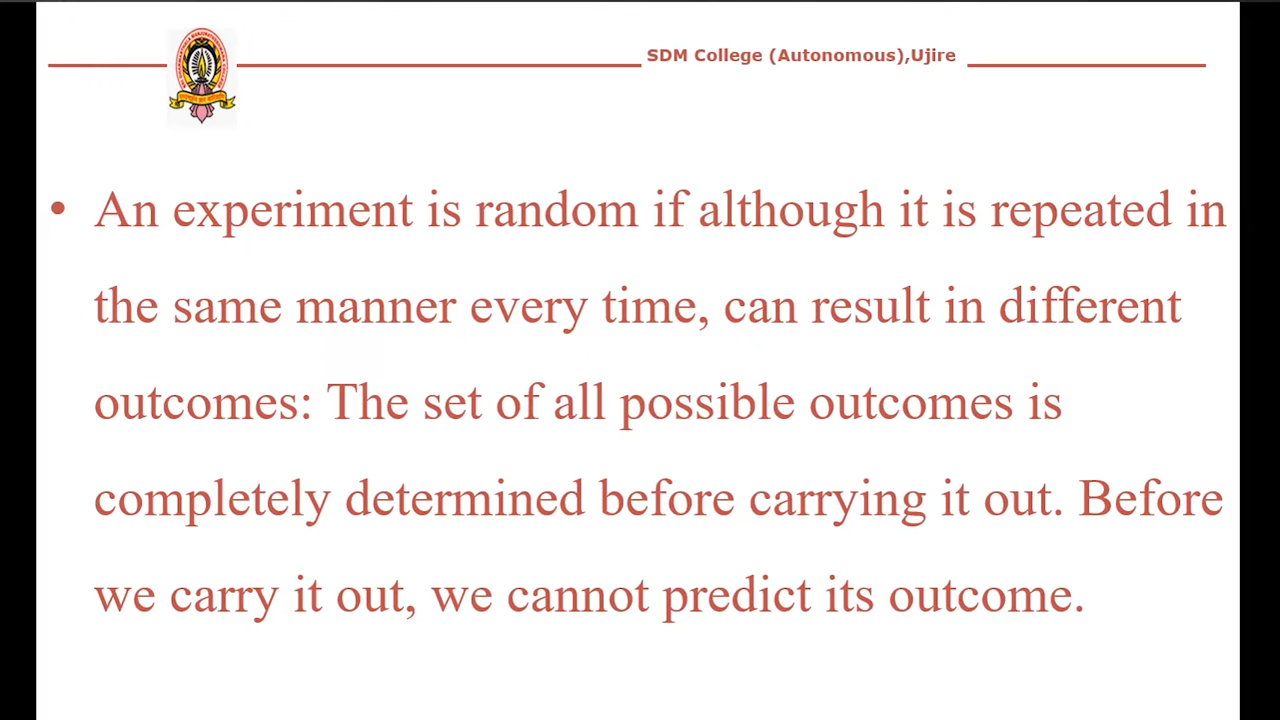 SDM College (Autonomous),Ujire
• An experiment is random if although it is repeated in
the same manner every time, can result in different
outcomes: The set of all possible outcomes is
completely determined before carrying it out. Before
we carry it out, we cannot predict its outcome.